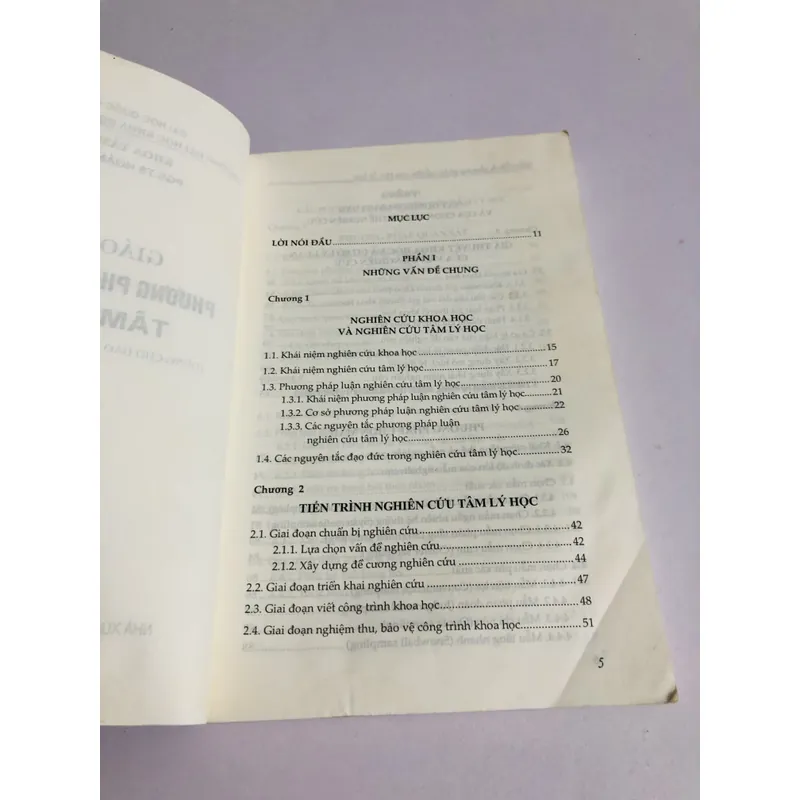 MỤC LỤC
LỜI NÓI ĐẦU 11
PHẦN I
NHỮNG VẤN ĐỀ CHUNG
Chương 1
NGHIÊN CỨU KHOA HỌC
VÀ NGHIÊN CỨU TÂM LÝ HỌC
1.1. Khái niệm nghiên cứu khoa học 15
1.2. Khái niệm nghiên cứu tâm lý học 17
1.3. Phương pháp luận nghiên cứu tâm lý học 20
1.3.1. Khái niệm phương pháp luận nghiên cứu tâm lý học 21
1.3.2. Cơ sở phương pháp luận nghiên cứu tâm lý học 22
1.3.3. Các nguyên tắc phương pháp luận
nghiên cứu tâm lý học 26
1.4. Các nguyên tắc đạo đức trong nghiên cứu tâm lý học 32
Chương 2
TIẾN TRÌNH NGHIÊN CỨU TÂM LÝ HỌC
2.1. Giai đoạn chuẩn bị nghiên cứu 42
2.1.1. Lựa chọn vấn đề nghiên cứu 42
2.1.2. Xây dựng đề cương nghiên cứu 44
2.2. Giai đoạn triển khai nghiên cứu 47
2.3. Giai đoạn viết công trình khoa học 48
2.4. Giai đoạn nghiệm thu, bảo vệ công trình khoa học 51
5